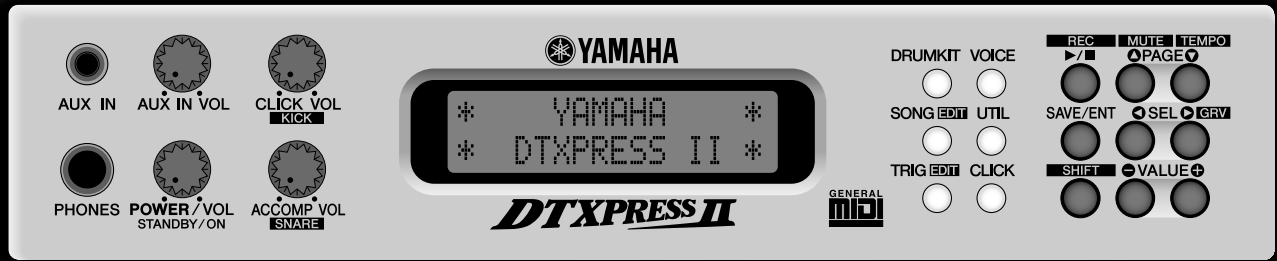 AUX IN
AUX IN VOL
CLICK VOL
KICK
PHONES
POWER/VOL
STANDBY/ON
ACCOMP VOL
SNARE
YAMAHA
* YAMAHA *
* DTXPRESS II *
DTXPRESS II
GENERAL
MIDI
DRUMKIT VOICE
SONG EDIT UTIL
TRIG EDIT CLICK
REC MUTE TEMPO
▶/■ ▲PAGE▼
SAVE/ENT ◀SEL▶ GRV
SHIFT −VALUE+